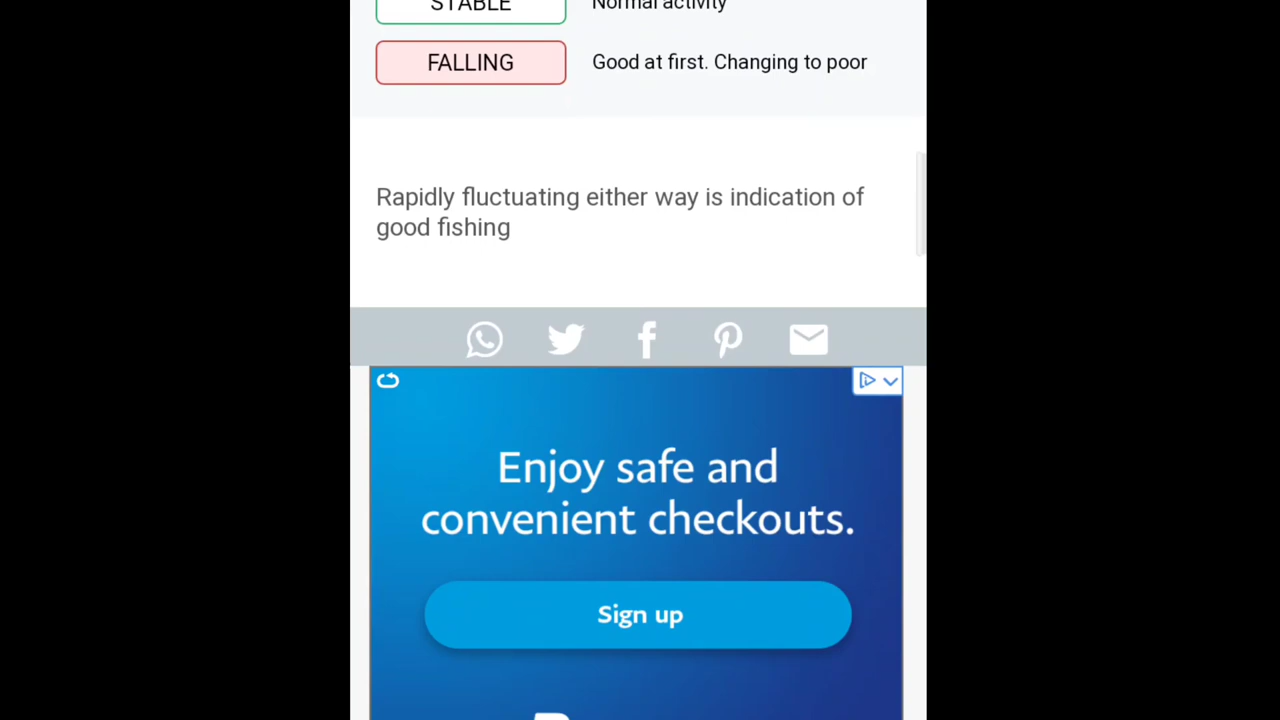 STABLE Normal activity
FALLING Good at first. Changing to poor
Rapidly fluctuating either way is indication of
good fishing
Enjoy safe and
convenient checkouts.
Sign up